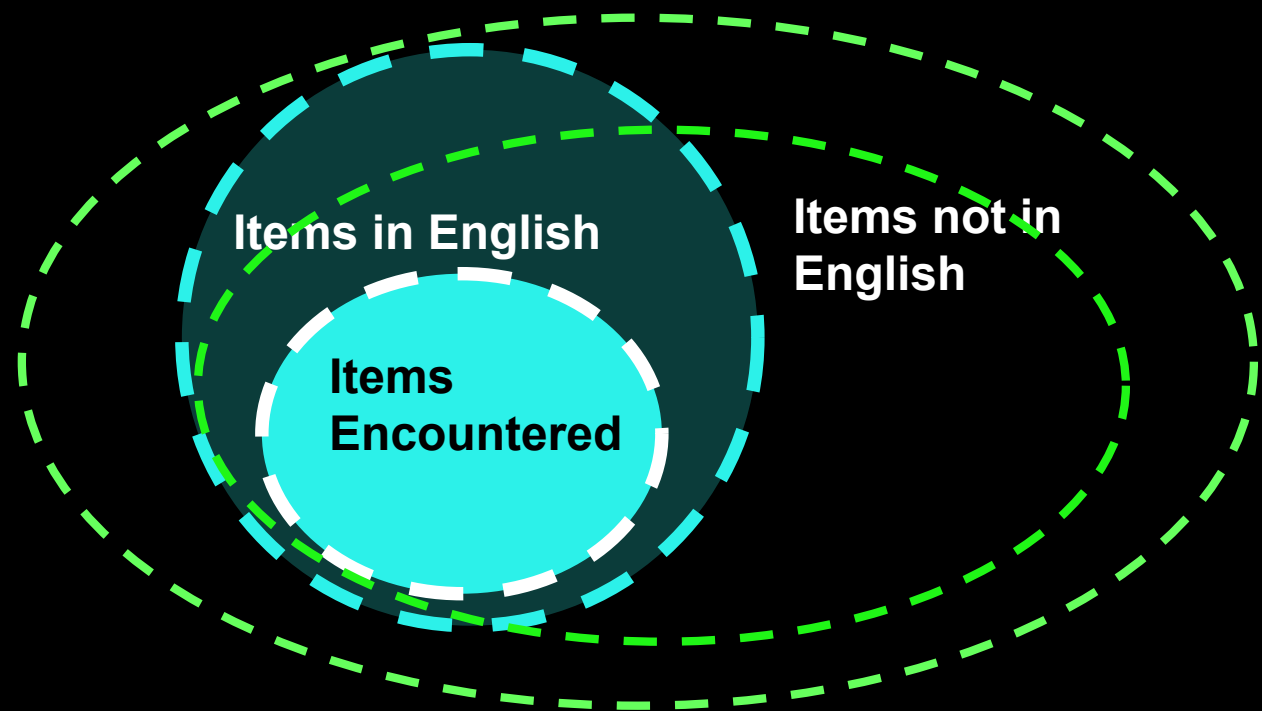 Items in English
Items not in
English
Items
Encountered